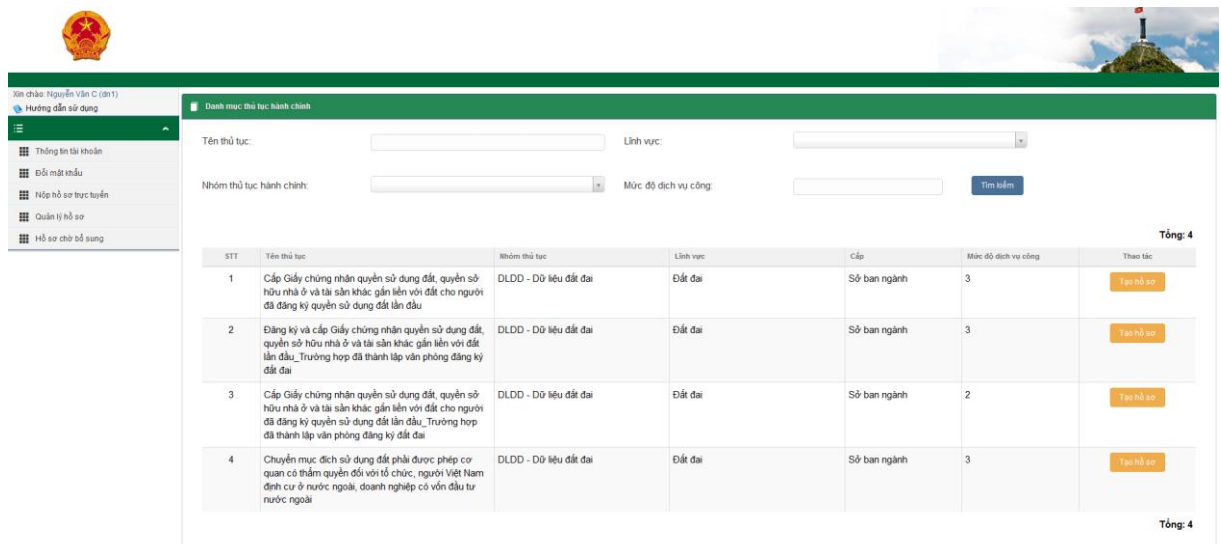 Xin chào: Nguyễn Văn C (dn1)
Hướng dẫn sử dụng
Thông tin tài khoản
Đổi mật khẩu
Nộp hồ sơ trực tuyến
Quản lý hồ sơ
Hồ sơ chờ bổ sung
Danh mục thủ tục hành chính
Tên thủ tục:
Lĩnh vực:
Nhóm thủ tục hành chính:
Mức độ dịch vụ công:
Tìm kiếm
Tổng: 4
STT Tên thủ tục Nhóm thủ tục Lĩnh vực Cấp Mức độ dịch vụ công Thao tác
1 Cấp Giấy chứng nhận quyền sử dụng đất, quyền sở DLDD - Dữ liệu đất đai Đất đai Sở ban ngành 3 Tạo hồ sơ
hữu nhà ở và tài sản khác gắn liền với đất cho người
đã đăng ký quyền sử dụng đất lần đầu
2 Đăng ký và cấp Giấy chứng nhận quyền sử dụng đất, DLDD - Dữ liệu đất đai Đất đai Sở ban ngành 3 Tạo hồ sơ
quyền sở hữu nhà ở và tài sản khác gắn liền với đất
lần đầu_Trường hợp đã thành lập văn phòng đăng ký
đất đai
3 Cấp Giấy chứng nhận quyền sử dụng đất, quyền sở DLDD - Dữ liệu đất đai Đất đai Sở ban ngành 2 Tạo hồ sơ
hữu nhà ở và tài sản khác gắn liền với đất cho người
đã đăng ký quyền sử dụng đất lần đầu_Trường hợp
đã thành lập văn phòng đăng ký đất đai
4 Chuyển mục đích sử dụng đất phải được phép cơ DLDD - Dữ liệu đất đai Đất đai Sở ban ngành 3 Tạo hồ sơ
quan có thẩm quyền đối với tổ chức, người Việt Nam
định cư ở nước ngoài, doanh nghiệp có vốn đầu tư
nước ngoài
Tổng: 4